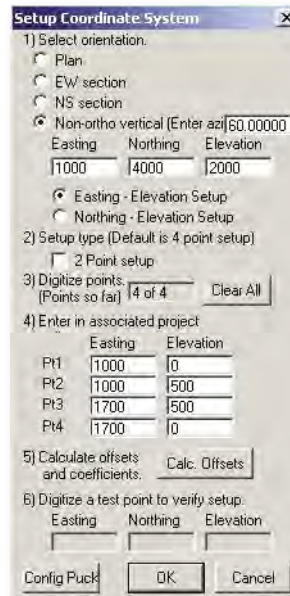 Setup Coordinate System
1) Select orientation.
Plan
EW section
NS section
Non-ortho vertical (Enter azi 60.00000
Easting Northing Elevation
1000 4000 2000
Easting - Elevation Setup
Northing - Elevation Setup
2) Setup type (Default is 4 point setup)
2 Point setup
3) Digitize points.
(Points so far) 4 of 4 Clear All
4) Enter in associated project
Easting Elevation
Pt1 1000 0
Pt2 1000 500
Pt3 1700 500
Pt4 1700 0
5) Calculate offsets
and coefficients. Calc. Offsets
6) Digitize a test point to verify setup.
Easting Northing Elevation
Config Puck OK Cancel